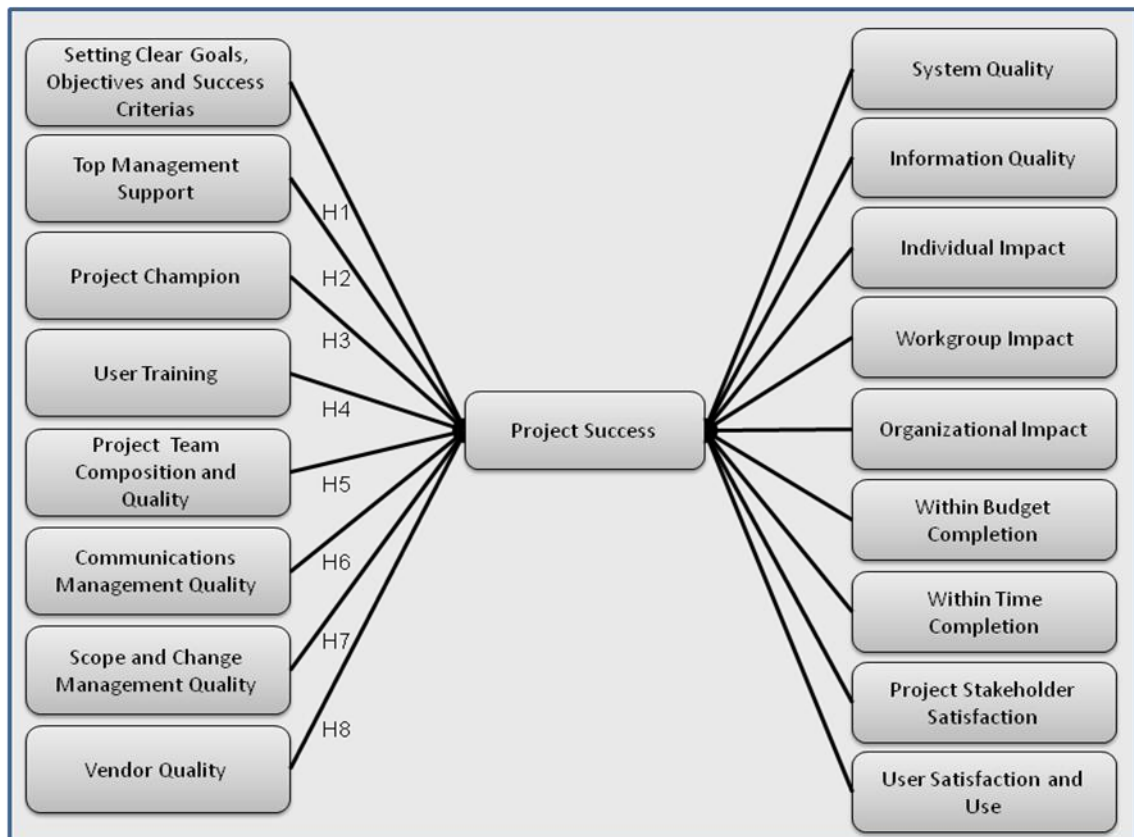 Setting Clear Goals,
Objectives and Success
Criterias
Top Management
Support
Project Champion
User Training
Project Team
Composition and
Quality
Communications
Management Quality
Scope and Change
Management Quality
Vendor Quality
H1
H2
H3
H4
H5
H6
H7
H8
Project Success
System Quality
Information Quality
Individual Impact
Workgroup Impact
Organizational Impact
Within Budget
Completion
Within Time
Completion
Project Stakeholder
Satisfaction
User Satisfaction and
Use